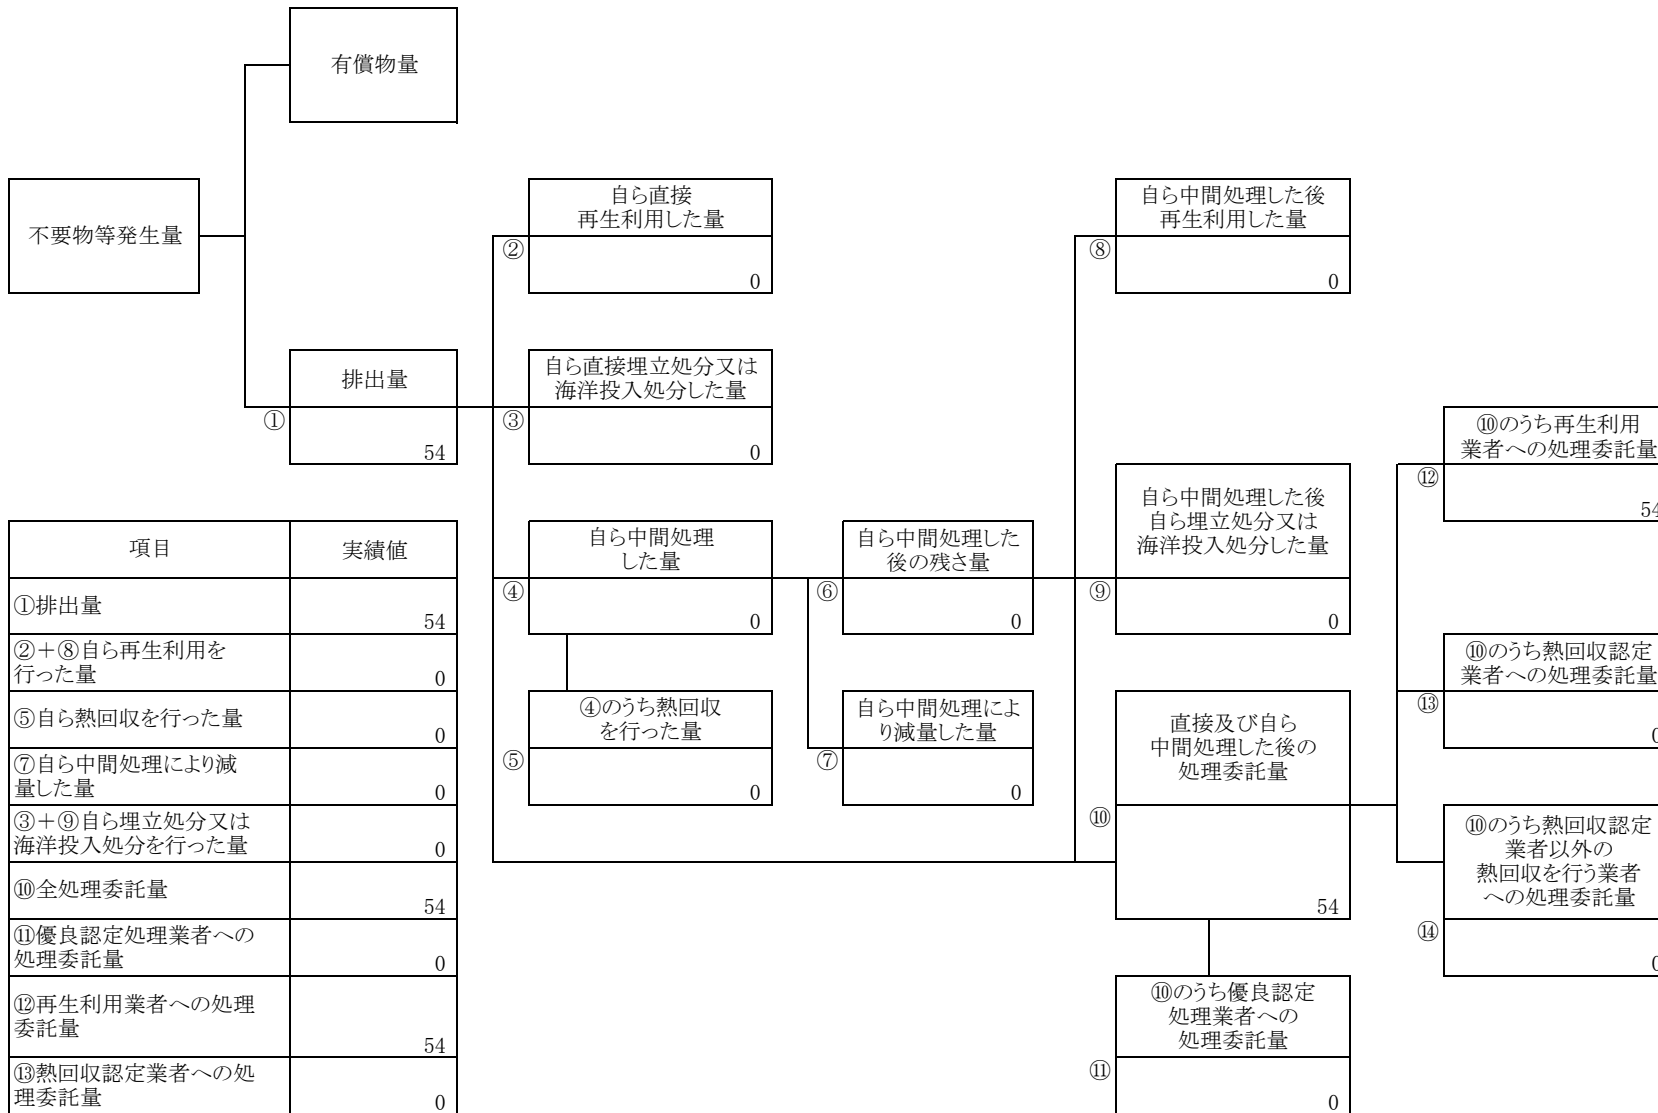 有償物量
不要物等発生量
自ら直接
再生利用した量
②
0
自ら中間処理した後
再生利用した量
⑧
0
排出量
①
54
自ら直接埋立処分又は
海洋投入処分した量
③
0
⑩のうち再生利用
業者への処理委託量
⑫
54
自ら中間処理
した量
④
0
自ら中間処理した
後の残さ量
⑥
0
自ら中間処理した後
自ら埋立処分又は
海洋投入処分した量
⑨
0
⑩のうち熱回収認定
業者への処理委託量
⑬
0
④のうち熱回収
を行った量
⑤
0
自ら中間処理によ
り減量した量
⑦
0
直接及び自ら
中間処理した後の
処理委託量
⑩
54
⑩のうち熱回収認定
業者以外の
熱回収を行う業者
への処理委託量
⑭
0
⑩のうち優良認定
処理業者への
処理委託量
⑪
0
項目 実績値
①排出量 54
②+⑧自ら再生利用を
行った量 0
⑤自ら熱回収を行った量 0
⑦自ら中間処理により減
量した量 0
③+⑨自ら埋立処分又は
海洋投入処分を行った量 0
⑩全処理委託量 54
⑪優良認定処理業者への
処理委託量 0
⑫再生利用業者への処理
委託量 54
⑬熱回収認定業者への処
理委託量 0